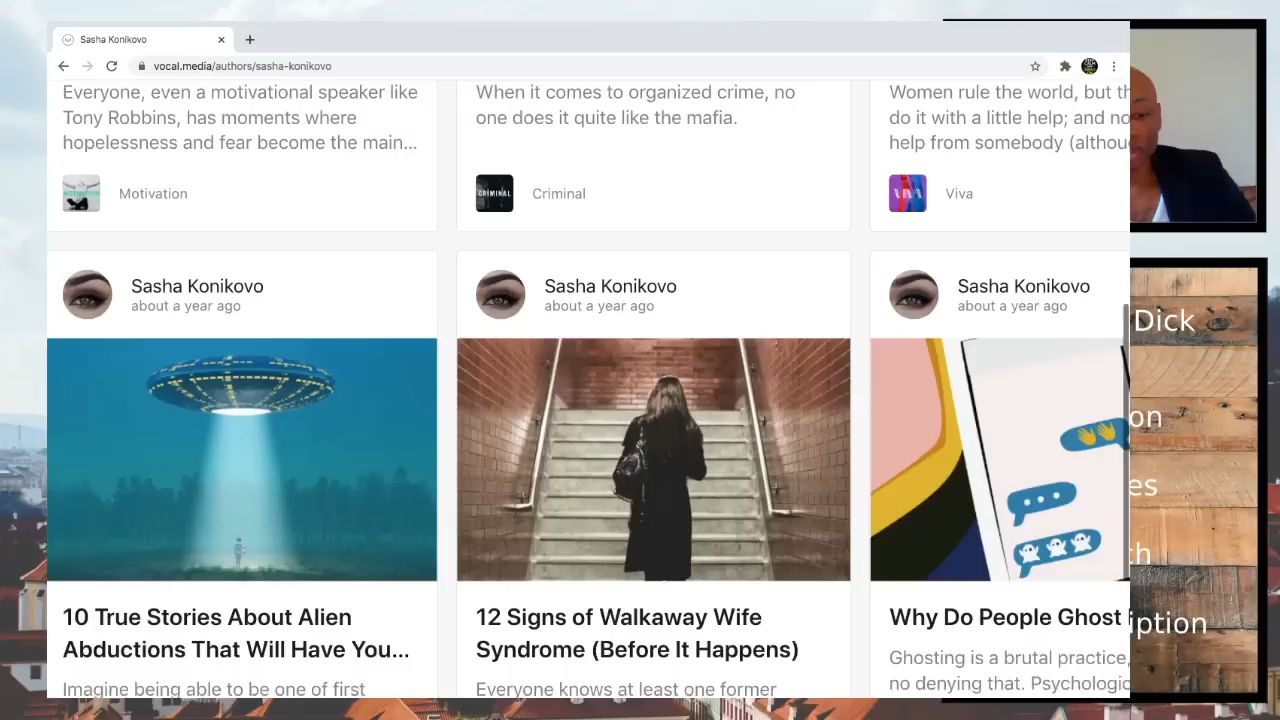 Sasha Konikovo
vocal.media/authors/sasha-konikovo
Everyone, even a motivational speaker like
Tony Robbins, has moments where
hopelessness and fear become the main...
MOTIVATION
Motivation
When it comes to organized crime, no
one does it quite like the mafia.
CRIMINAL
Criminal
Women rule the world, but th
do it with a little help; and no
help from somebody (althou
VIVA
Viva
Sasha Konikovo
about a year ago
10 True Stories About Alien
Abductions That Will Have You...
Imagine being able to be one of first
Sasha Konikovo
about a year ago
12 Signs of Walkaway Wife
Syndrome (Before It Happens)
Everyone knows at least one former
Sasha Konikovo
about a year ago
Why Do People Ghost
Ghosting is a brutal practice,
no denying that. Psychologic
Dick
on
es
th
iption